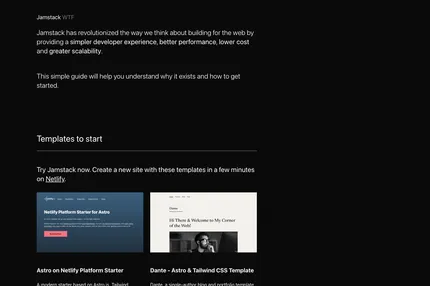 Jamstack WTF
Jamstack has revolutionized the way we think about building for the web by
providing a simpler developer experience, better performance, lower cost
and greater scalability.
This simple guide will help you understand why it exists and how to get
started.
Templates to start
Try Jamstack now. Create a new site with these templates in a few minutes
on Netlify.
Netlify Platform Starter for Astro
Hi There & Welcome to My Corner
of the Web!
Astro on Netlify Platform Starter
Dante - Astro & Tailwind CSS Template
A modern starter based on Astro is, Tailwind
Dante, a single author blog and portfolio template